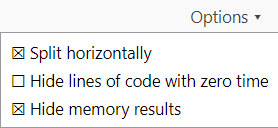 Options ▾
☒ Split horizontally
☐ Hide lines of code with zero time
☒ Hide memory results